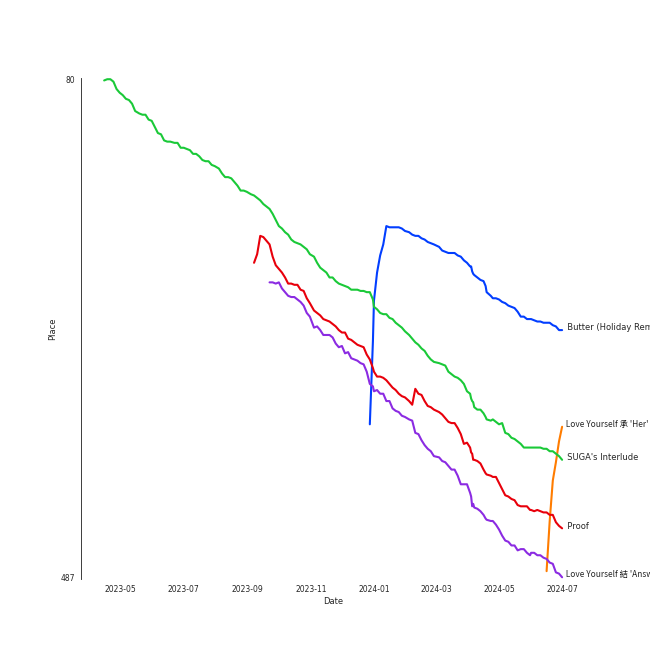 80
Place
Butter (Holiday Rem
Love Yourself 承 'Her'
SUGA's Interlude
Proof
Love Yourself 結 'Answ
487
2023-05 2023-07 2023-09 2023-11 2024-01 2024-03 2024-05 2024-07
Date